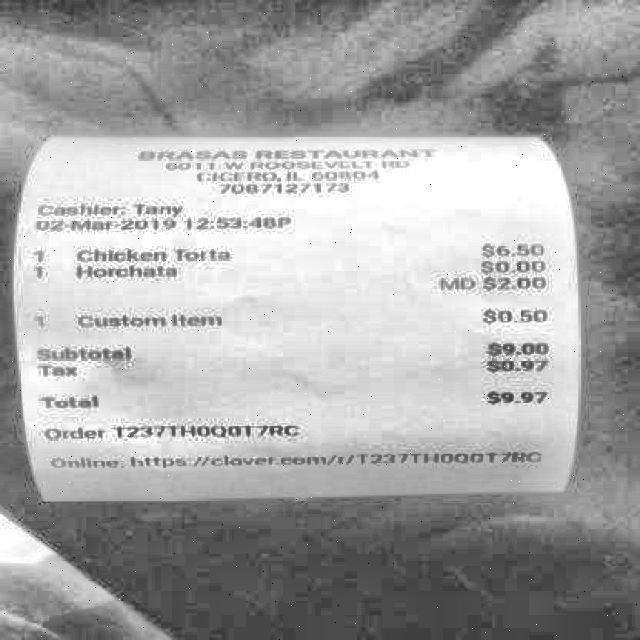 BRASAS RESTAURANT
6011 W ROOSEVELT RD
CICERO, IL 60804
7087127173
Cashier: Tany
02-Mar-2019 12:53:48P
1 Chicken Torta $6.50
1 Horchata $0.00
MD $2.00
1 Custom Item $0.50
Subtotal $9.00
Tax $0.97
Total $9.97
Order T237TH0Q0T7RC
Online: https://clover.com/r/T237TH0Q0T7RC